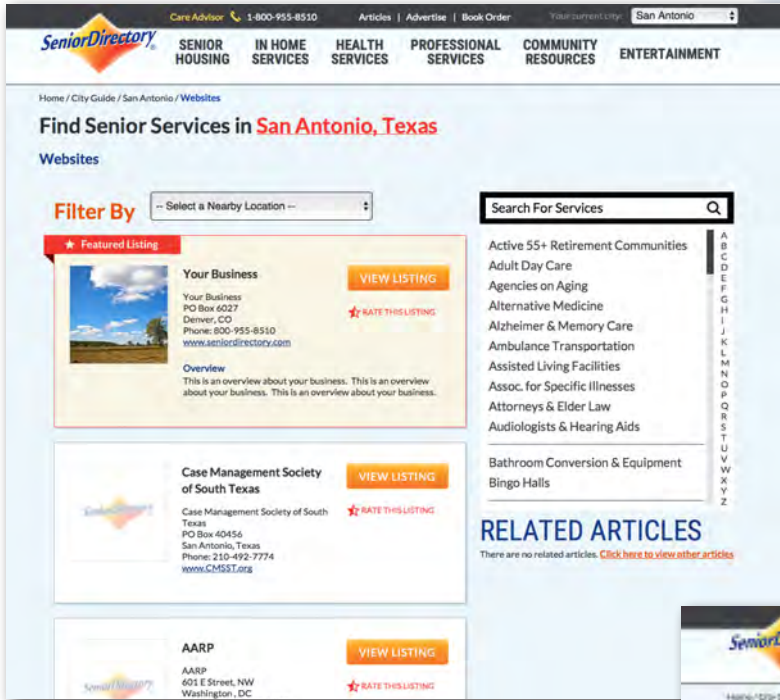 Care Advisor 1-800-955-8510 Articles | Advertise | Book Order Your current city: San Antonio
SeniorDirectory
SENIOR HOUSING
IN HOME SERVICES
HEALTH SERVICES
PROFESSIONAL SERVICES
COMMUNITY RESOURCES
ENTERTAINMENT
Home / City Guide / San Antonio / Websites
Find Senior Services in San Antonio, Texas
Websites
Filter By
-- Select a Nearby Location --
★ Featured Listing
Your Business
Your Business
PO Box 6027
Denver, CO
Phone: 800-955-8510
www.seniordirectory.com
Overview
This is an overview about your business. This is an overview
about your business. This is an overview about your business.
VIEW LISTING
RATE THIS LISTING
SeniorDirectory
Case Management Society
of South Texas
Case Management Society of South
Texas
PO Box 40456
San Antonio, Texas
Phone: 210-492-7774
www.CMSST.org
VIEW LISTING
RATE THIS LISTING
SeniorDirectory
AARP
AARP
601 E Street, NW
Washington , DC
VIEW LISTING
RATE THIS LISTING
Search For Services
Active 55+ Retirement Communities
Adult Day Care
Agencies on Aging
Alternative Medicine
Alzheimer & Memory Care
Ambulance Transportation
Assisted Living Facilities
Assoc. for Specific Illnesses
Attorneys & Elder Law
Audiologists & Hearing Aids
Bathroom Conversion & Equipment
Bingo Halls
A
B
C
D
E
F
G
H
I
J
K
L
M
N
O
P
Q
R
S
T
U
V
W
X
Y
Z
RELATED ARTICLES
There are no related articles. Click here to view other articles